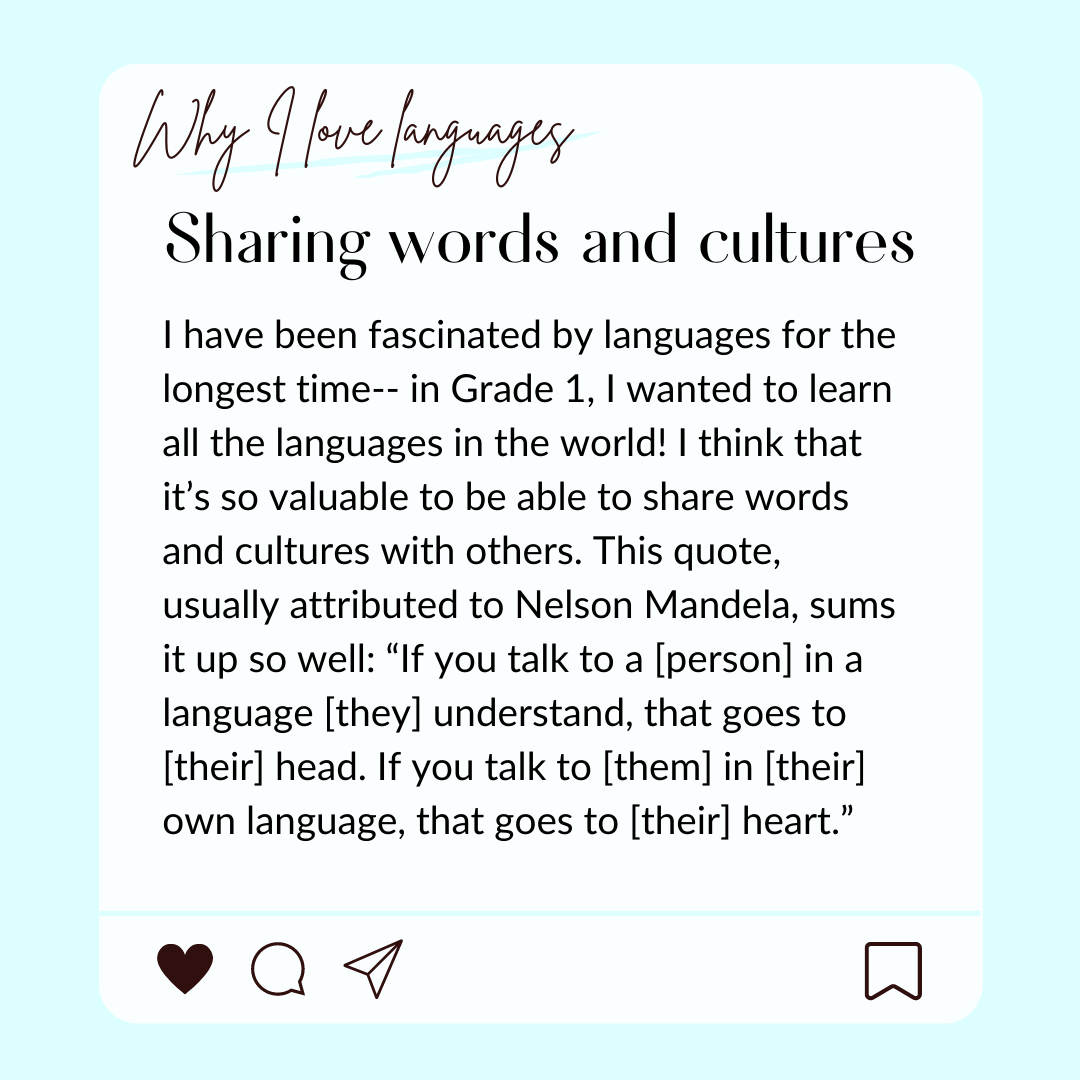 Why I love languages
Sharing words and cultures
I have been fascinated by languages for the
longest time-- in Grade 1, I wanted to learn
all the languages in the world! I think that
it’s so valuable to be able to share words
and cultures with others. This quote,
usually attributed to Nelson Mandela, sums
it up so well: “If you talk to a [person] in a
language [they] understand, that goes to
[their] head. If you talk to [them] in [their]
own language, that goes to [their] heart.”